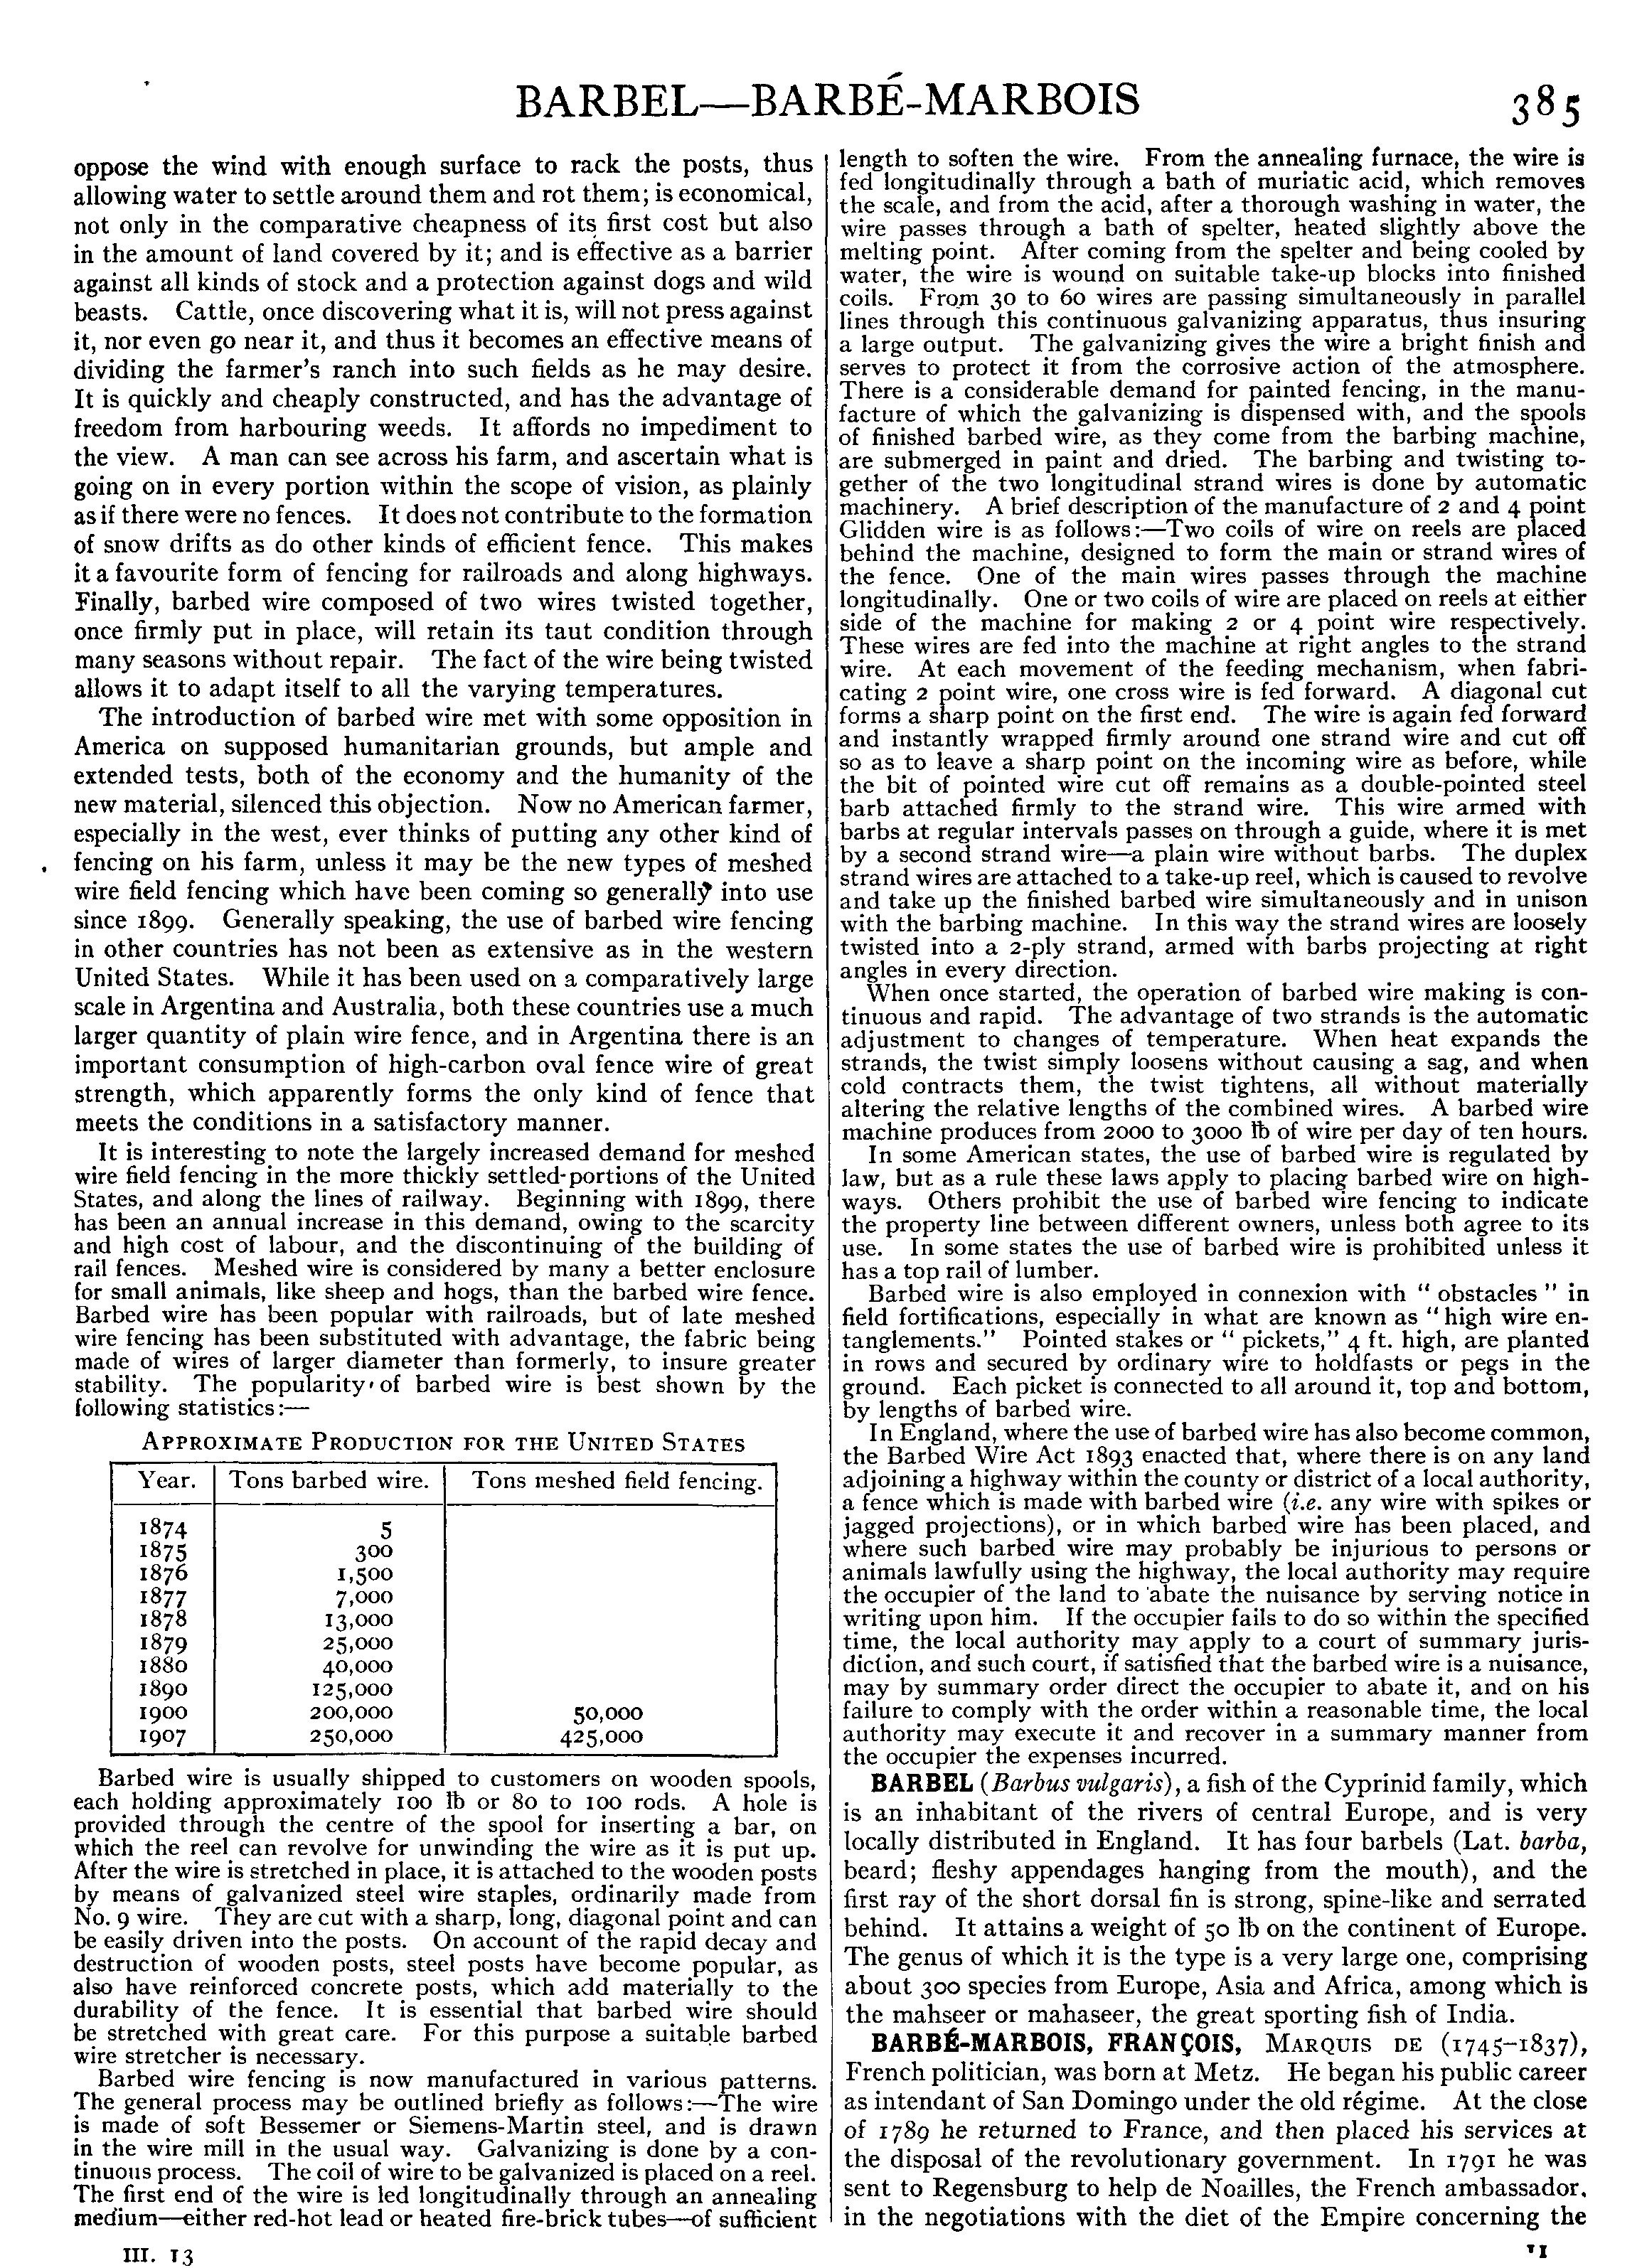 BARBEL—BARBÉ-MARBOIS
385
oppose the wind with enough surface to rack the posts, thus
allowing water to settle around them and rot them; is economical,
not only in the comparative cheapness of its first cost but also
in the amount of land covered by it; and is effective as a barrier
against all kinds of stock and a protection against dogs and wild
beasts. Cattle, once discovering what it is, will not press against
it, nor even go near it, and thus it becomes an effective means of
dividing the farmer's ranch into such fields as he may desire.
It is quickly and cheaply constructed, and has the advantage of
freedom from harbouring weeds. It affords no impediment to
the view. A man can see across his farm, and ascertain what is
going on in every portion within the scope of vision, as plainly
as if there were no fences. It does not contribute to the formation
of snow drifts as do other kinds of efficient fence. This makes
it a favourite form of fencing for railroads and along highways.
Finally, barbed wire composed of two wires twisted together,
once firmly put in place, will retain its taut condition through
many seasons without repair. The fact of the wire being twisted
allows it to adapt itself to all the varying temperatures.
The introduction of barbed wire met with some opposition in
America on supposed humanitarian grounds, but ample and
extended tests, both of the economy and the humanity of the
new material, silenced this objection. Now no American farmer,
especially in the west, ever thinks of putting any other kind of
fencing on his farm, unless it may be the new types of meshed
wire field fencing which have been coming so generally into use
since 1899. Generally speaking, the use of barbed wire fencing
in other countries has not been as extensive as in the western
United States. While it has been used on a comparatively large
scale in Argentina and Australia, both these countries use a much
larger quantity of plain wire fence, and in Argentina there is an
important consumption of high-carbon oval fence wire of great
strength, which apparently forms the only kind of fence that
meets the conditions in a satisfactory manner.
It is interesting to note the largely increased demand for meshed
wire field fencing in the more thickly settled portions of the United
States, and along the lines of railway. Beginning with 1899, there
has been an annual increase in this demand, owing to the scarcity
and high cost of labour, and the discontinuing of the building of
rail fences. Meshed wire is considered by many a better enclosure
for small animals, like sheep and hogs, than the barbed wire fence.
Barbed wire has been popular with railroads, but of late meshed
wire fencing has been substituted with advantage, the fabric being
made of wires of larger diameter than formerly, to insure greater
stability. The popularity of barbed wire is best shown by the
following statistics:—
APPROXIMATE PRODUCTION FOR THE UNITED STATES
Year. Tons barbed wire. Tons meshed field fencing.
1874 5
1875 300
1876 1,500
1877 7,000
1878 13,000
1879 25,000
1880 40,000
1890 125,000
1900 200,000 50,000
1907 250,000 425,000
Barbed wire is usually shipped to customers on wooden spools,
each holding approximately 100 lb or 80 to 100 rods. A hole is
provided through the centre of the spool for inserting a bar, on
which the reel can revolve for unwinding the wire as it is put up.
After the wire is stretched in place, it is attached to the wooden posts
by means of galvanized steel wire staples, ordinarily made from
No. 9 wire. They are cut with a sharp, long, diagonal point and can
be easily driven into the posts. On account of the rapid decay and
destruction of wooden posts, steel posts have become popular, as
also have reinforced concrete posts, which add materially to the
durability of the fence. It is essential that barbed wire should
be stretched with great care. For this purpose a suitable barbed
wire stretcher is necessary.
Barbed wire fencing is now manufactured in various patterns.
The general process may be outlined briefly as follows:—The wire
is made of soft Bessemer or Siemens-Martin steel, and is drawn
in the wire mill in the usual way. Galvanizing is done by a con-
tinuous process. The coil of wire to be galvanized is placed on a reel.
The first end of the wire is led longitudinally through an annealing
medium—either red-hot lead or heated fire-brick tubes—of sufficient
length to soften the wire. From the annealing furnace, the wire is
fed longitudinally through a bath of muriatic acid, which removes
the scale, and from the acid, after a thorough washing in water, the
wire passes through a bath of spelter, heated slightly above the
melting point. After coming from the spelter and being cooled by
water, the wire is wound on suitable take-up blocks into finished
coils. From 30 to 60 wires are passing simultaneously in parallel
lines through this continuous galvanizing apparatus, thus insuring
a large output. The galvanizing gives the wire a bright finish and
serves to protect it from the corrosive action of the atmosphere.
There is a considerable demand for painted fencing, in the manu-
facture of which the galvanizing is dispensed with, and the spools
of finished barbed wire, as they come from the barbing machine,
are submerged in paint and dried. The barbing and twisting to-
gether of the two longitudinal strand wires is done by automatic
machinery. A brief description of the manufacture of 2 and 4 point
Glidden wire is as follows:—Two coils of wire on reels are placed
behind the machine, designed to form the main or strand wires of
the fence. One of the main wires passes through the machine
longitudinally. One or two coils of wire are placed on reels at either
side of the machine for making 2 or 4 point wire respectively.
These wires are fed into the machine at right angles to the strand
wire. At each movement of the feeding mechanism, when fabri-
cating 2 point wire, one cross wire is fed forward. A diagonal cut
forms a sharp point on the first end. The wire is again fed forward
and instantly wrapped firmly around one strand wire and cut off
so as to leave a sharp point on the incoming wire as before, while
the bit of pointed wire cut off remains as a double-pointed steel
barb attached firmly to the strand wire. This wire armed with
barbs at regular intervals passes on through a guide, where it is met
by a second strand wire—a plain wire without barbs. The duplex
strand wires are attached to a take-up reel, which is caused to revolve
and take up the finished barbed wire simultaneously and in unison
with the barbing machine. In this way the strand wires are loosely
twisted into a 2-ply strand, armed with barbs projecting at right
angles in every direction.
When once started, the operation of barbed wire making is con-
tinuous and rapid. The advantage of two strands is the automatic
adjustment to changes of temperature. When heat expands the
strands, the twist simply loosens without causing a sag, and when
cold contracts them, the twist tightens, all without materially
altering the relative lengths of the combined wires. A barbed wire
machine produces from 2000 to 3000 lb of wire per day of ten hours.
In some American states, the use of barbed wire is regulated by
law, but as a rule these laws apply to placing barbed wire on high-
ways. Others prohibit the use of barbed wire fencing to indicate
the property line between different owners, unless both agree to its
use. In some states the use of barbed wire is prohibited unless it
has a top rail of lumber.
Barbed wire is also employed in connexion with "obstacles" in
field fortifications, especially in what are known as "high wire en-
tanglements." Pointed stakes or "pickets," 4 ft. high, are planted
in rows and secured by ordinary wire to holdfasts or pegs in the
ground. Each picket is connected to all around it, top and bottom,
by lengths of barbed wire.
In England, where the use of barbed wire has also become common,
the Barbed Wire Act 1893 enacted that, where there is on any land
adjoining a highway within the county or district of a local authority,
a fence which is made with barbed wire (i.e. any wire with spikes or
jagged projections), or in which barbed wire has been placed, and
where such barbed wire may probably be injurious to persons or
animals lawfully using the highway, the local authority may require
the occupier of the land to abate the nuisance by serving notice in
writing upon him. If the occupier fails to do so within the specified
time, the local authority may apply to a court of summary juris-
diction, and such court, if satisfied that the barbed wire is a nuisance,
may by summary order direct the occupier to abate it, and on his
failure to comply with the order within a reasonable time, the local
authority may execute it and recover in a summary manner from
the occupier the expenses incurred.
BARBEL (Barbus vulgaris), a fish of the Cyprinid family, which
is an inhabitant of the rivers of central Europe, and is very
locally distributed in England. It has four barbels (Lat. barba,
beard; fleshy appendages hanging from the mouth), and the
first ray of the short dorsal fin is strong, spine-like and serrated
behind. It attains a weight of 50 lb on the continent of Europe.
The genus of which it is the type is a very large one, comprising
about 300 species from Europe, Asia and Africa, among which is
the mahseer or mahaseer, the great sporting fish of India.
BARBÉ-MARBOIS, FRANÇOIS, MARQUIS DE (1745-1837),
French politician, was born at Metz. He began his public career
as intendant of San Domingo under the old régime. At the close
of 1789 he returned to France, and then placed his services at
the disposal of the revolutionary government. In 1791 he was
sent to Regensburg to help de Noailles, the French ambassador,
in the negotiations with the diet of the Empire concerning the
III. 13
11